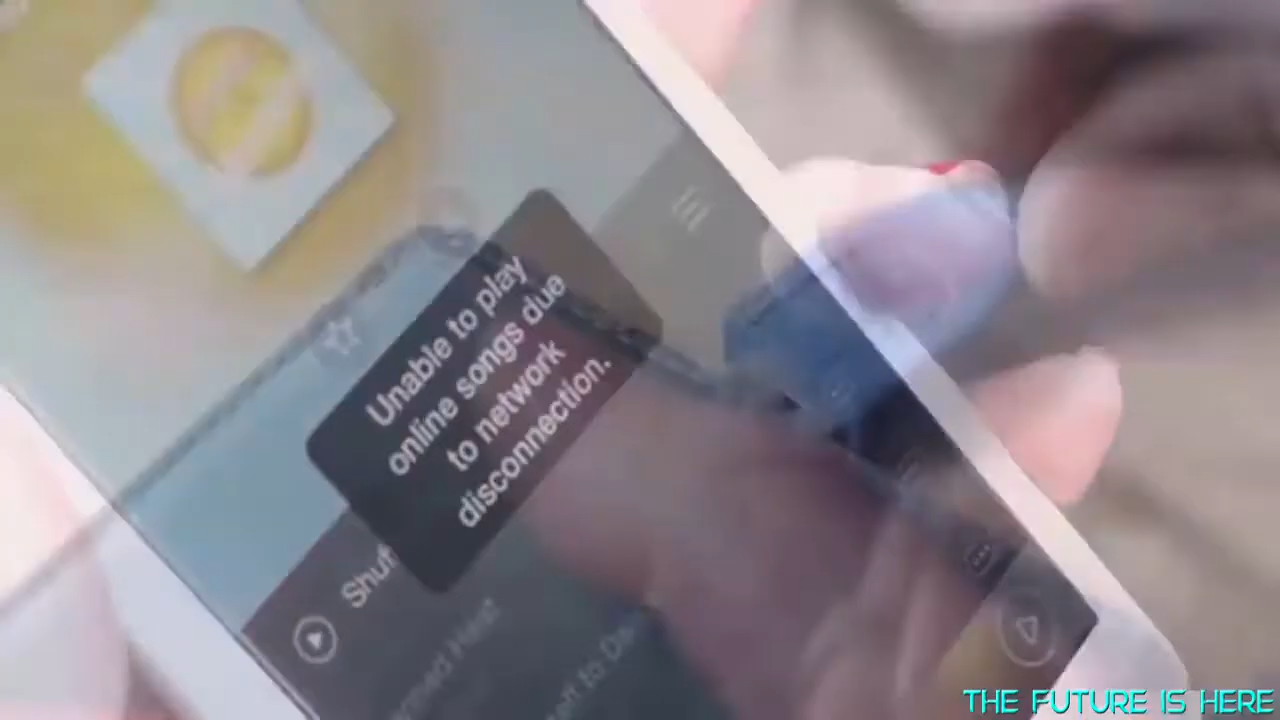 Unable to play
online songs due
to network
disconnection.
THE FUTURE IS HERE